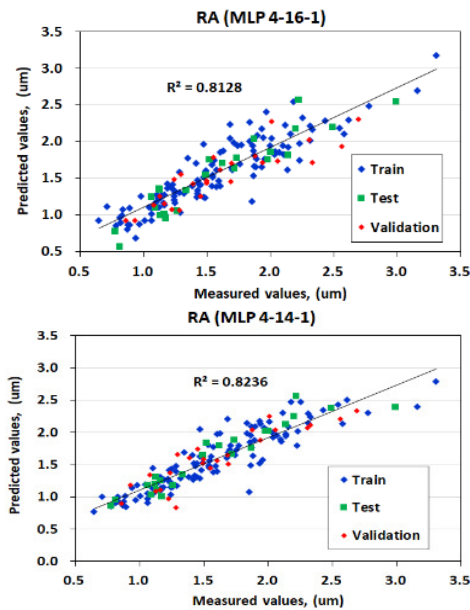 RA (MLP 4-16-1)
3.5
3.0
2.5
2.0
1.5
1.0
0.5
Predicted values, (um)
R² = 0.8128
Train
Test
Validation
0.5 1.0 1.5 2.0 2.5 3.0 3.5
Measured values, (um)
RA (MLP 4-14-1)
3.5
3.0
2.5
2.0
1.5
1.0
0.5
0.0
Predicted values, (um)
R² = 0.8236
Train
Test
Validation
0.5 1.0 1.5 2.0 2.5 3.0 3.5
Measured values, (um)